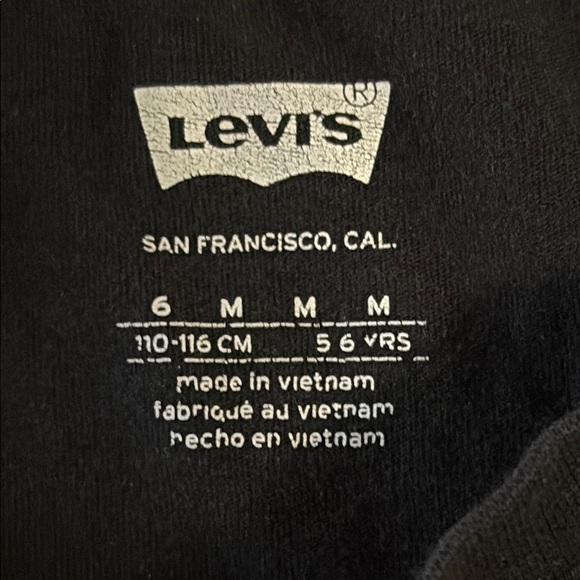 Levi's ®
SAN FRANCISCO, CAL.
6 M M M
110-116 CM 5 6 YRS
made in vietnam
fabriqué au vietnam
hecho en vietnam